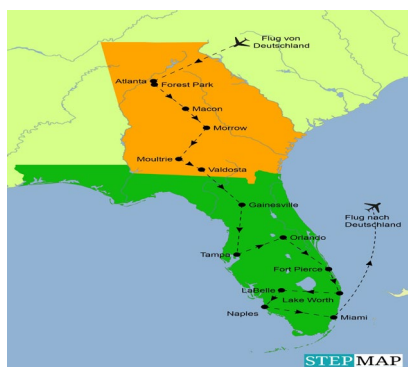 Flug von
Deutschland
Atlanta
Forest Park
Macon
Morrow
Moultrie
Valdosta
Gainesville
Flug nach
Deutschland
Orlando
Tampa
Fort Pierce
LaBelle
Lake Worth
Naples
Miami
STEPMAP